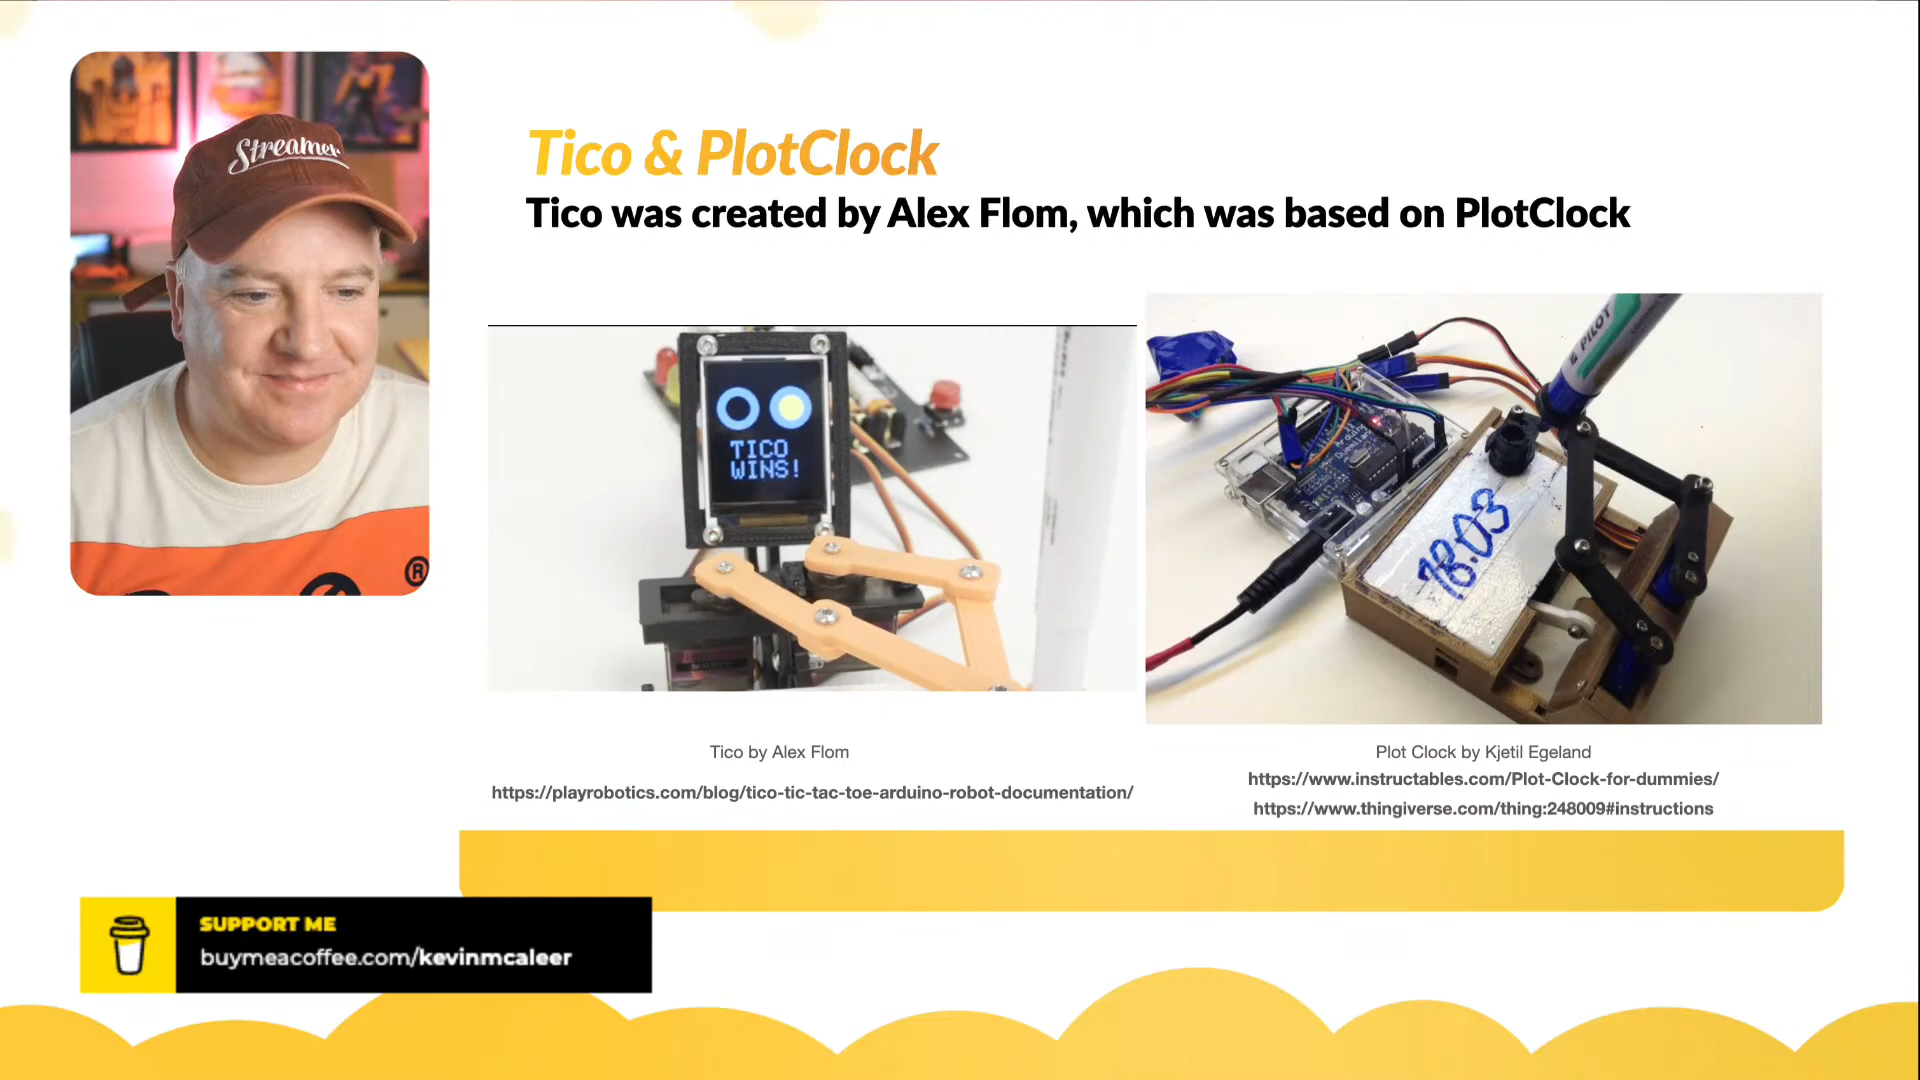 Streamer
®
Tico & PlotClock
Tico was created by Alex Flom, which was based on PlotClock
TICO
WINS!
PILOT
18:03
Tico by Alex Flom
https://playrobotics.com/blog/tico-tic-tac-toe-arduino-robot-documentation/
Plot Clock by Kjetil Egeland
https://www.instructables.com/Plot-Clock-for-dummies/
https://www.thingiverse.com/thing:248009#instructions
SUPPORT ME
buymeacoffee.com/kevinmcaleer